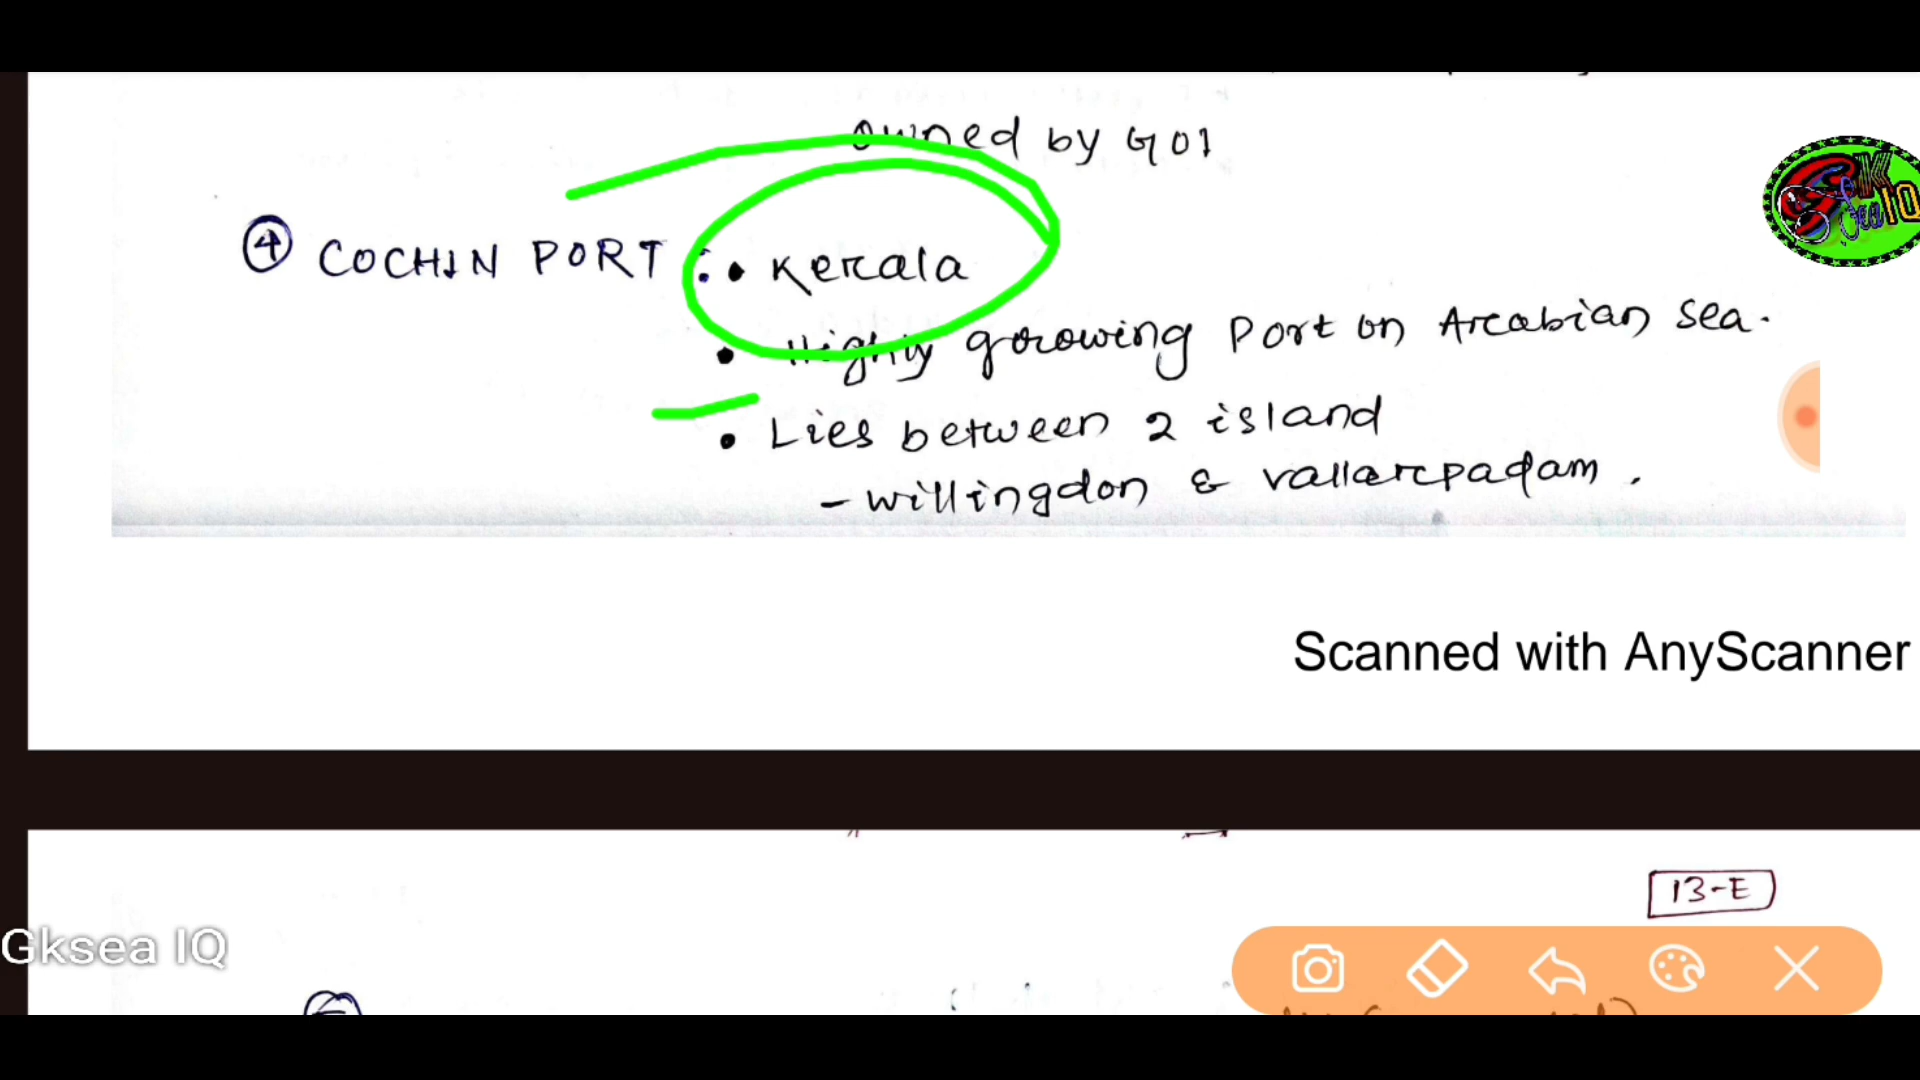 owned by GOI
④ COCHIN PORT : • Kerala
• Highly growing Port on Arabian sea.
• Lies between 2 island
- willingdon & vallarpadam.
Scanned with AnyScanner
13-E
Gksea IQ